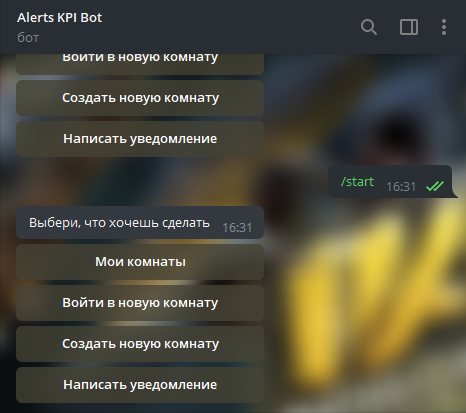 Alerts KPI Bot
бот
Войти в новую комнату
Создать новую комнату
Написать уведомление
/start 16:31
Выбери, что хочешь сделать 16:31
Мои комнаты
Войти в новую комнату
Создать новую комнату
Написать уведомление